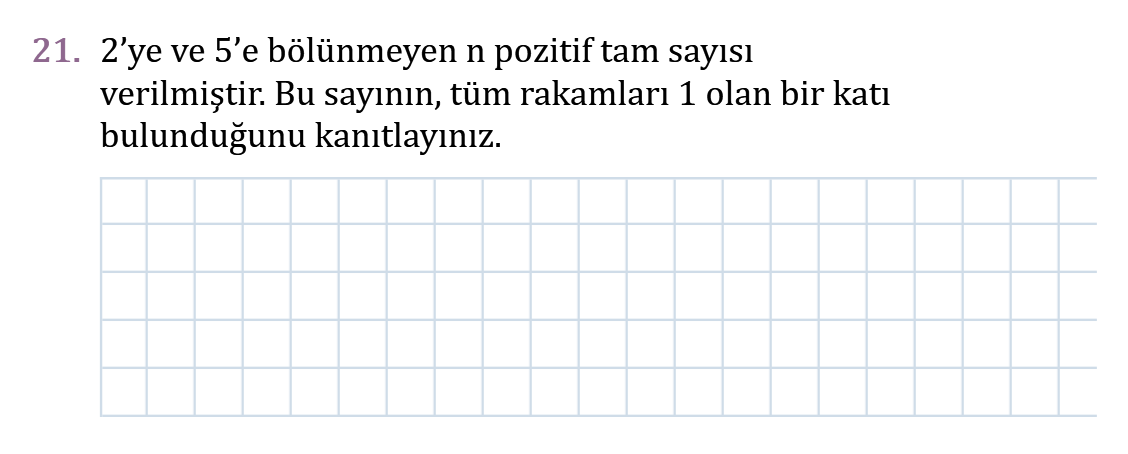 21. 2’ye ve 5’e bölünmeyen n pozitif tam sayısı
verilmiştir. Bu sayının, tüm rakamları 1 olan bir katı
bulunduğunu kanıtlayınız.